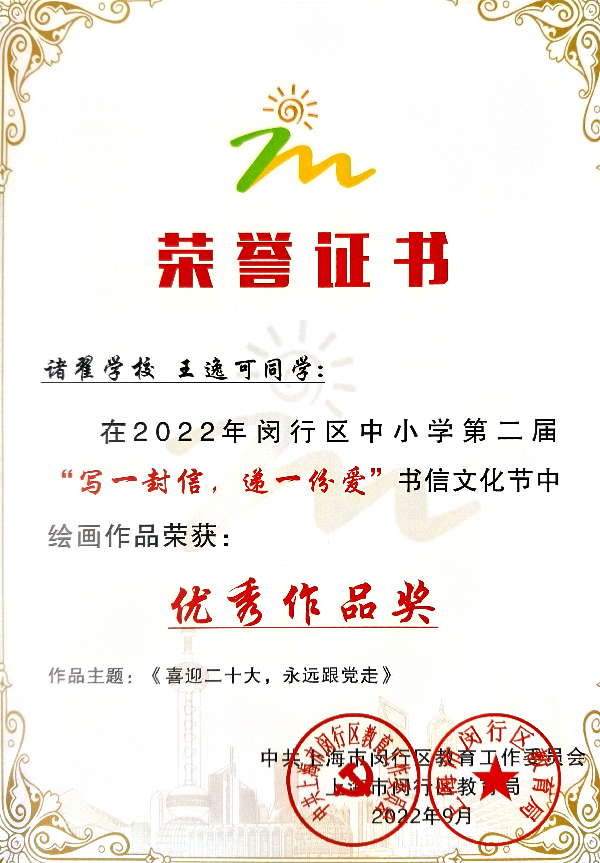 荣誉证书
诸翟学校 王逸可同学：
在2022年闵行区中小学第二届
“写一封信，递一份爱”书信文化节中
绘画作品荣获：
优秀作品奖
作品主题：《喜迎二十大，永远跟党走》
中共上海市闵行区教育工作委员会
上海市闵行区教育局
2022年9月
中共上海市闵行区教育工作委员会
上海市闵行区教育局